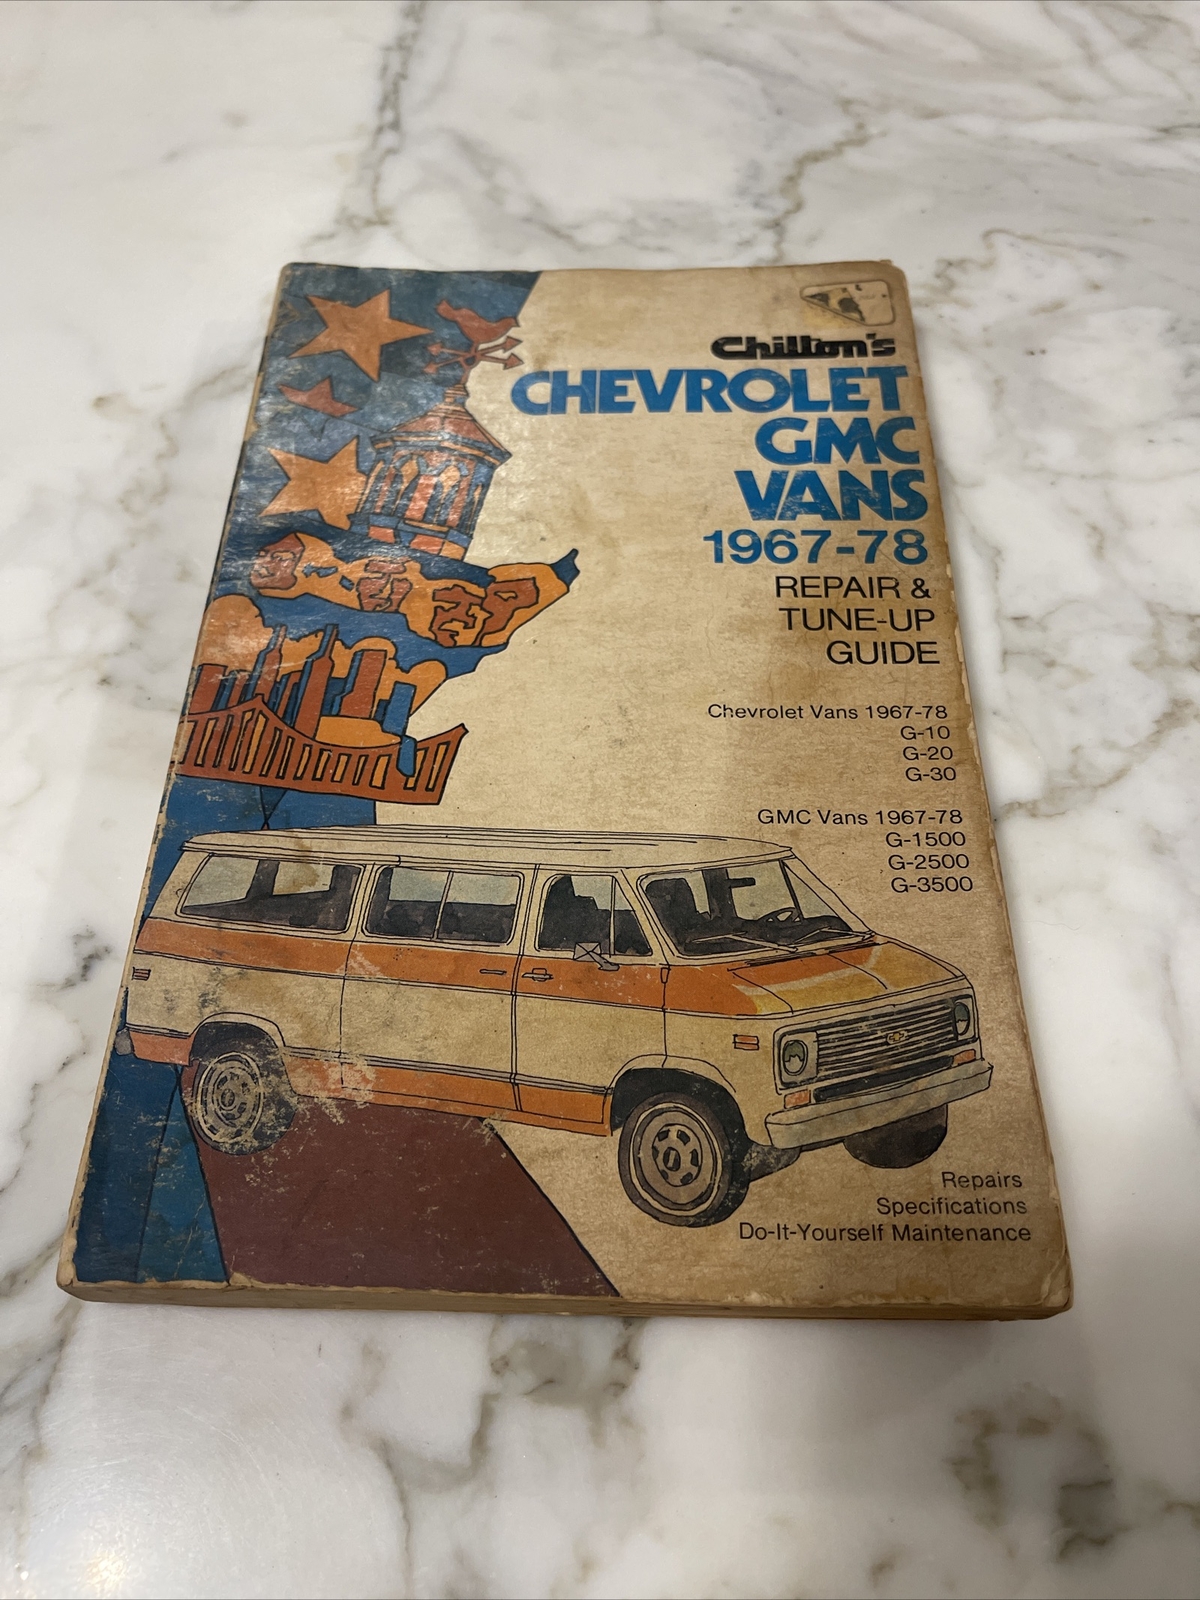 Chilton's
CHEVROLET
GMC
VANS
1967-78
REPAIR &
TUNE-UP
GUIDE
Chevrolet Vans 1967-78
G-10
G-20
G-30
GMC Vans 1967-78
G-1500
G-2500
G-3500
Repairs
Specifications
Do-It-Yourself Maintenance